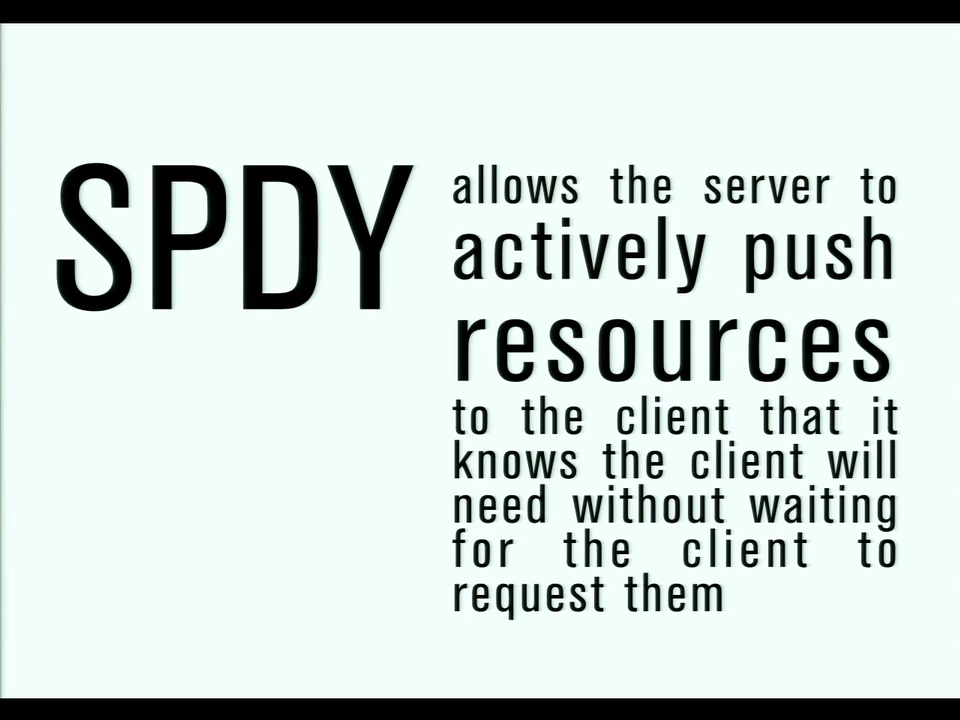 SPDY
allows the server to
actively push
resources
to the client that it
knows the client will
need without waiting
for the client to
request them